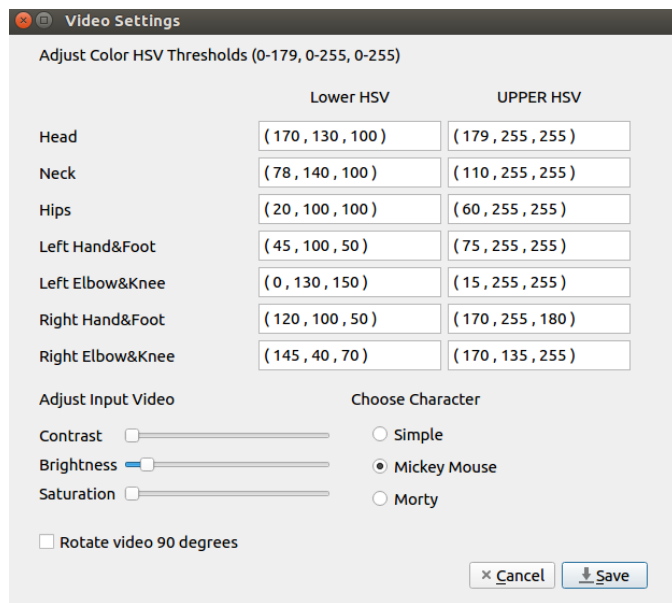 Video Settings
Adjust Color HSV Thresholds (0-179, 0-255, 0-255)
Lower HSV UPPER HSV
Head ( 170 , 130 , 100 ) ( 179 , 255 , 255 )
Neck ( 78 , 140 , 100 ) ( 110 , 255 , 255 )
Hips ( 20 , 100 , 100 ) ( 60 , 255 , 255 )
Left Hand&Foot ( 45 , 100 , 50 ) ( 75 , 255 , 255 )
Left Elbow&Knee ( 0 , 130 , 150 ) ( 15 , 255 , 255 )
Right Hand&Foot ( 120 , 100 , 50 ) ( 170 , 255 , 180 )
Right Elbow&Knee ( 145 , 40 , 70 ) ( 170 , 135 , 255 )
Adjust Input Video Choose Character
Contrast Simple
Brightness Mickey Mouse
Saturation Morty
Rotate video 90 degrees
Cancel Save